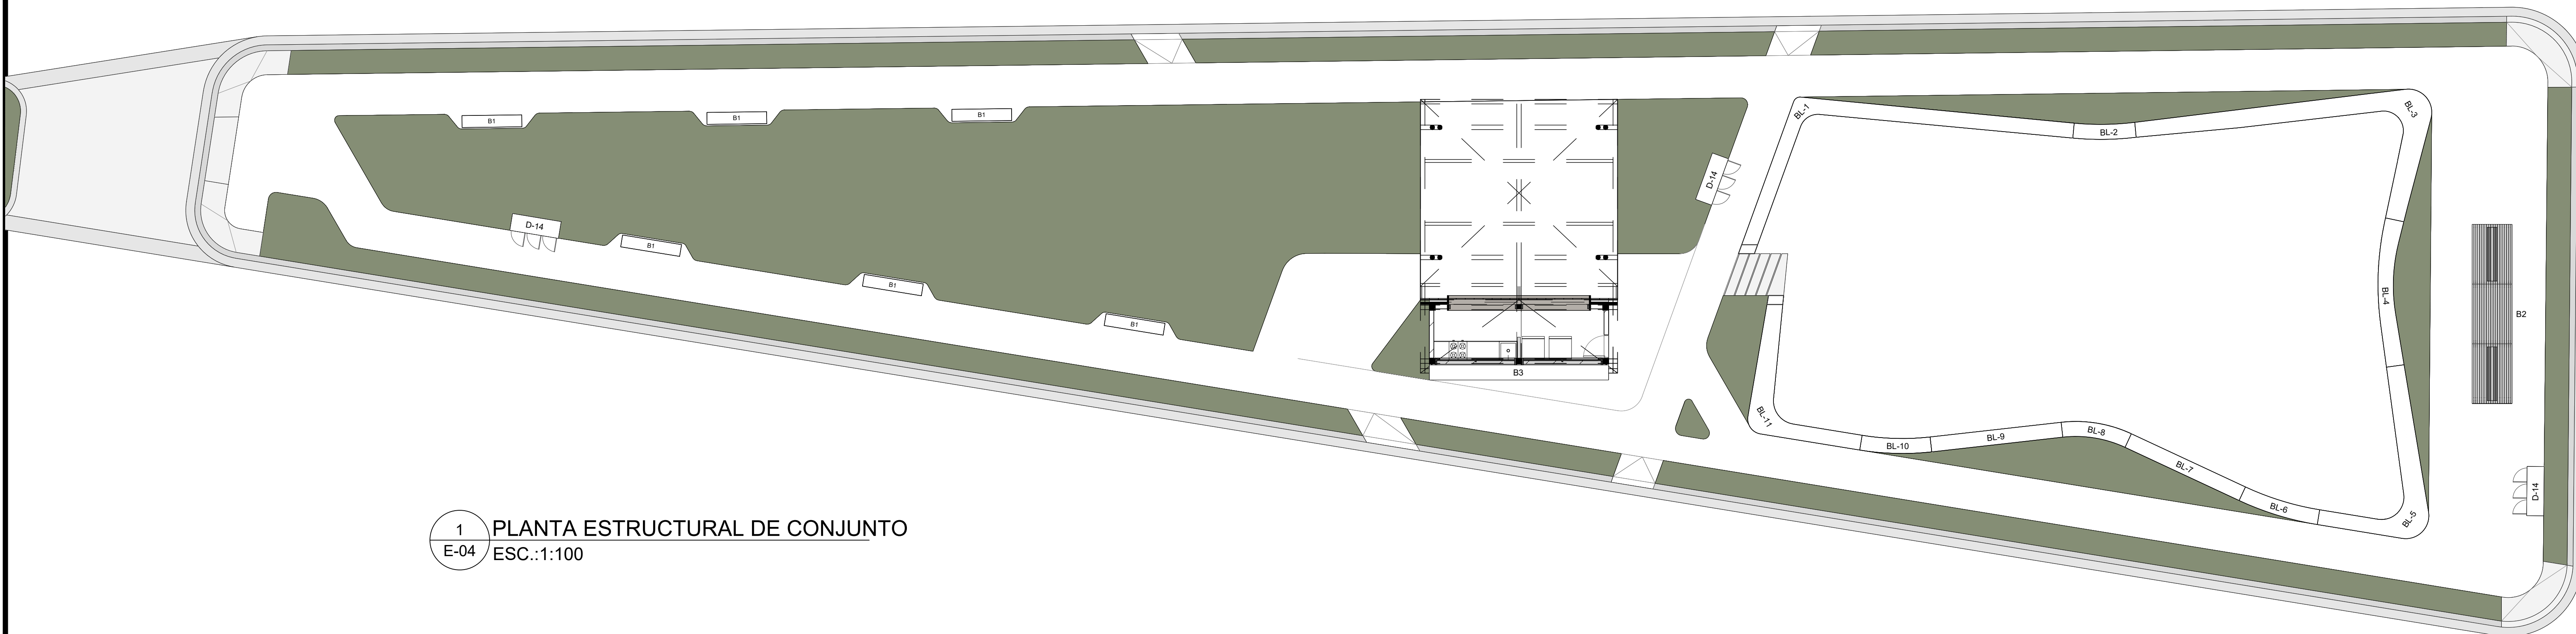 B1
B1
B1
BL-1
BL-2
BL-3
D-14
D-14
B1
B1
B1
BL-4
B2
B3
BL-11
BL-10
BL-9
BL-8
BL-7
BL-6
BL-5
D-14
1
E-04
PLANTA ESTRUCTURAL DE CONJUNTO
ESC.:1:100